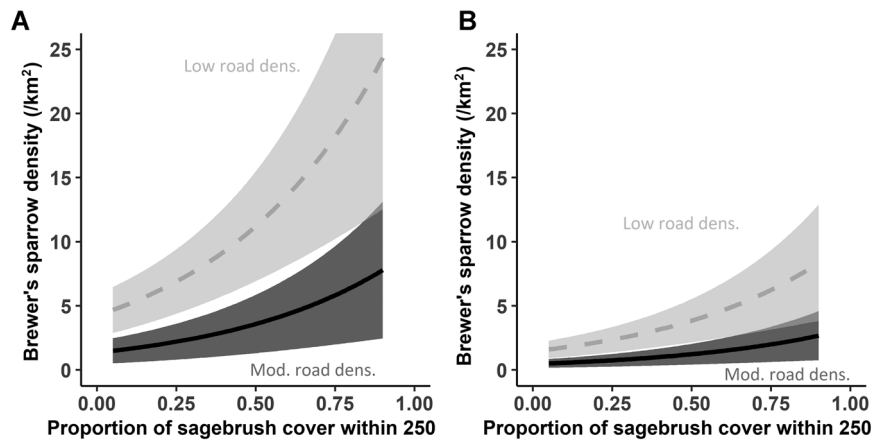 A
B
Brewer's sparrow density (/km²)
25
20
15
10
5
0
Low road dens.
Mod. road dens.
0.00 0.25 0.50 0.75 1.00
Proportion of sagebrush cover within 250
Brewer's sparrow density (/km²)
25
20
15
10
5
0
Low road dens.
Mod. road dens.
0.00 0.25 0.50 0.75 1.00
Proportion of sagebrush cover within 250